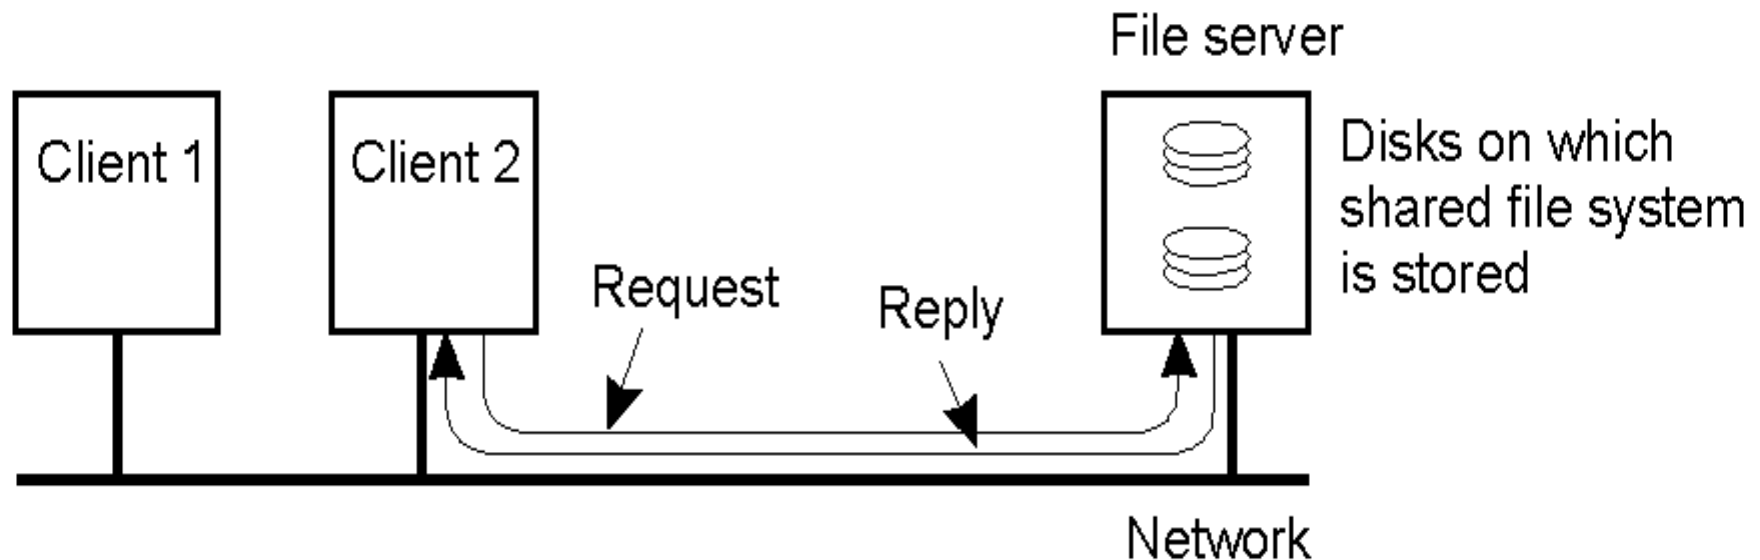 File server
Client 1
Client 2
Disks on which
shared file system
is stored
Request
Reply
Network